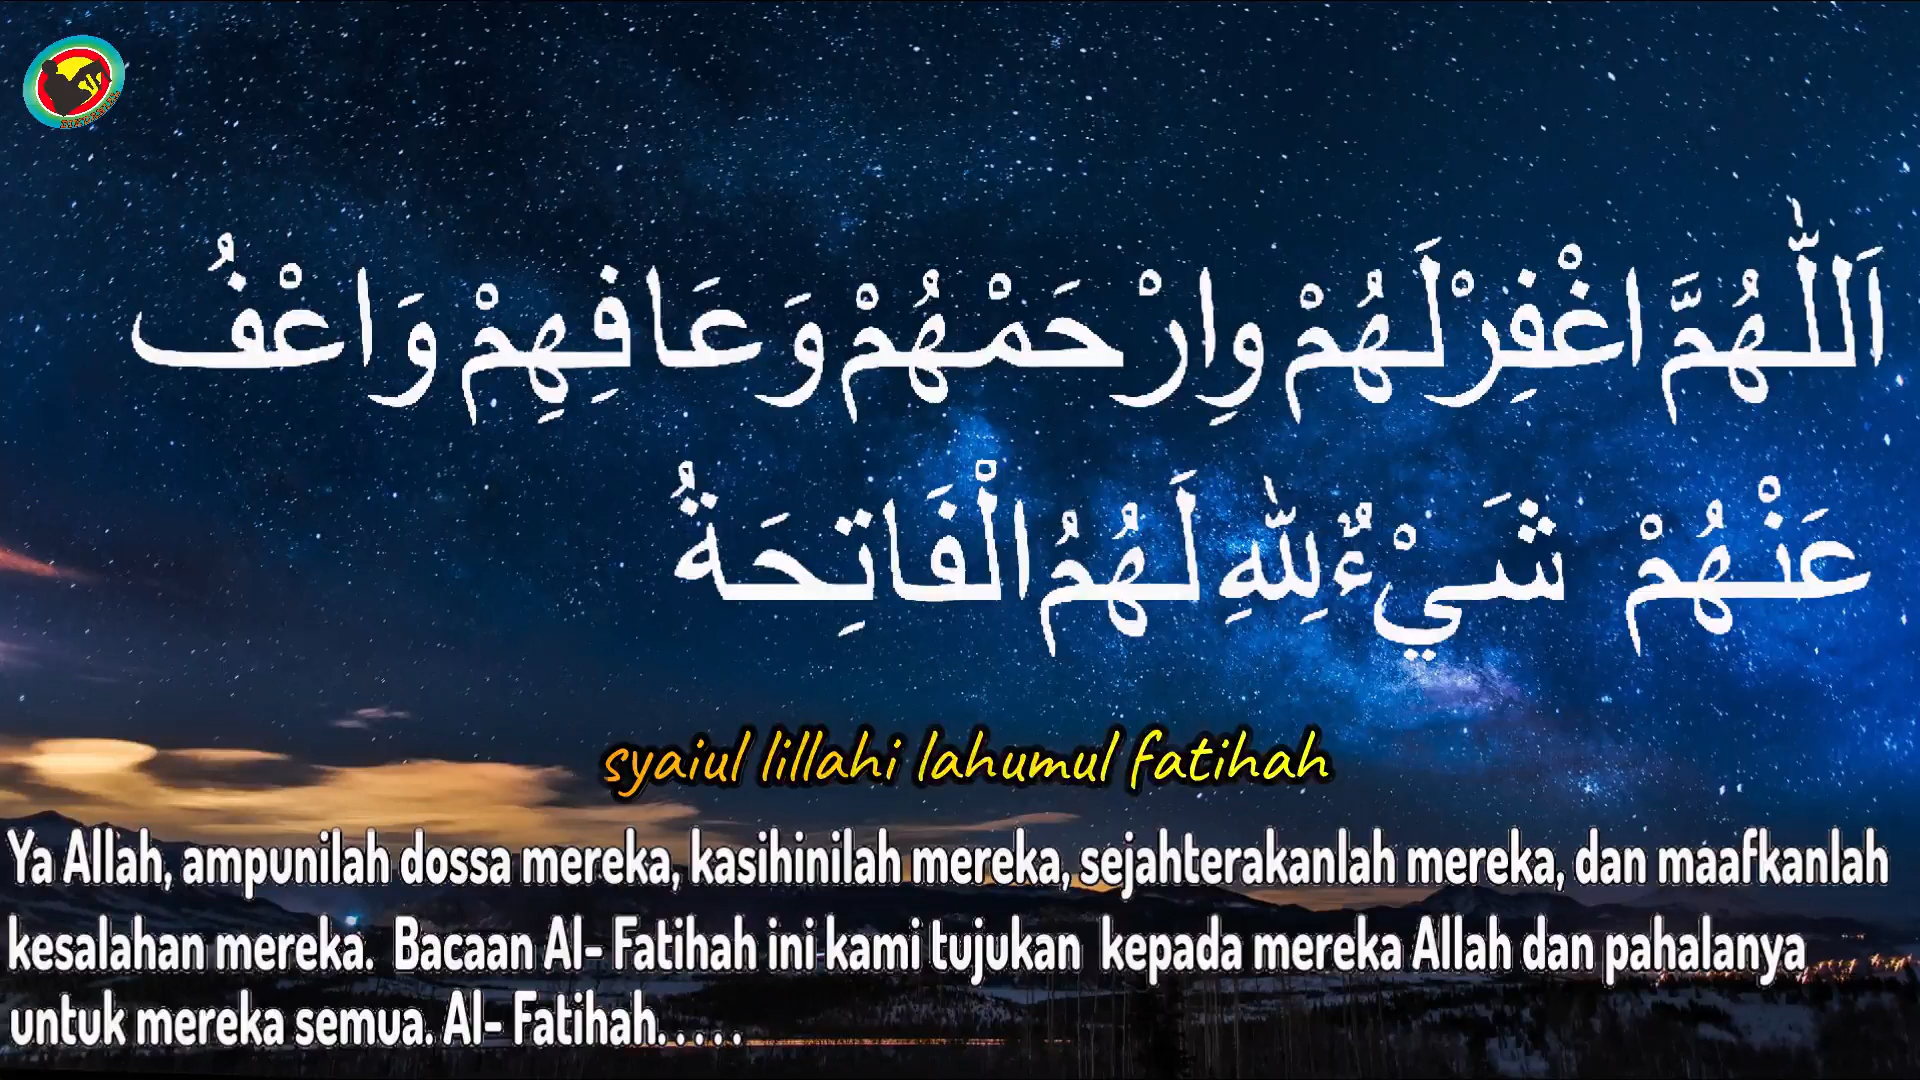 اَللّٰهُمَّ اغْفِرْلَهُمْ وِارْحَمْهُمْ وَعَافِهِمْ وَاعْفُ
عَنْهُمْ شَيْءٌ لِلّٰهِ لَهُمُ الْفَاتِحَةُ
syaiul lillahi lahumul fatihah
Ya Allah, ampunilah dossa mereka, kasihinilah mereka, sejahterakanlah mereka, dan maafkanlah
kesalahan mereka. Bacaan Al- Fatihah ini kami tujukan kepada mereka Allah dan pahalanya
untuk mereka semua. Al- Fatihah.....